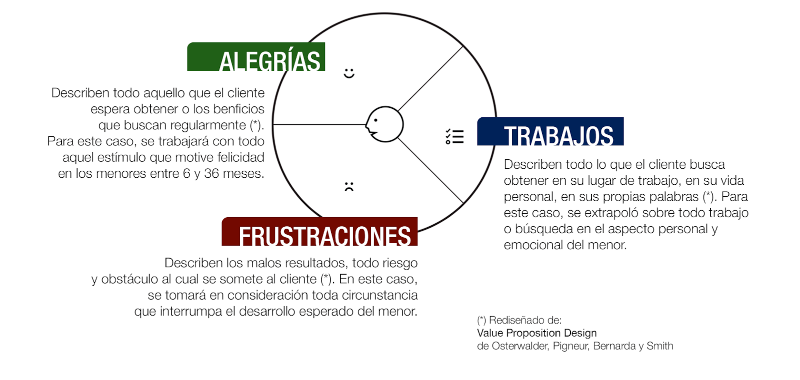 ALEGRÍAS
Describen todo aquello que el cliente
espera obtener o los benficios
que buscan regularmente (*).
Para este caso, se trabajará con todo
aquel estímulo que motive felicidad
en los menores entre 6 y 36 meses.
TRABAJOS
Describen todo lo que el cliente busca
obtener en su lugar de trabajo, en su vida
personal, en sus propias palabras (*). Para
este caso, se extrapoló sobre todo trabajo
o búsqueda en el aspecto personal y
emocional del menor.
FRUSTRACIONES
Describen los malos resultados, todo riesgo
y obstáculo al cual se somete al cliente (*). En este caso,
se tomará en consideración toda circunstancia
que interrumpa el desarrollo esperado del menor.
(*) Rediseñado de:
Value Proposition Design
de Osterwalder, Pigneur, Bernarda y Smith